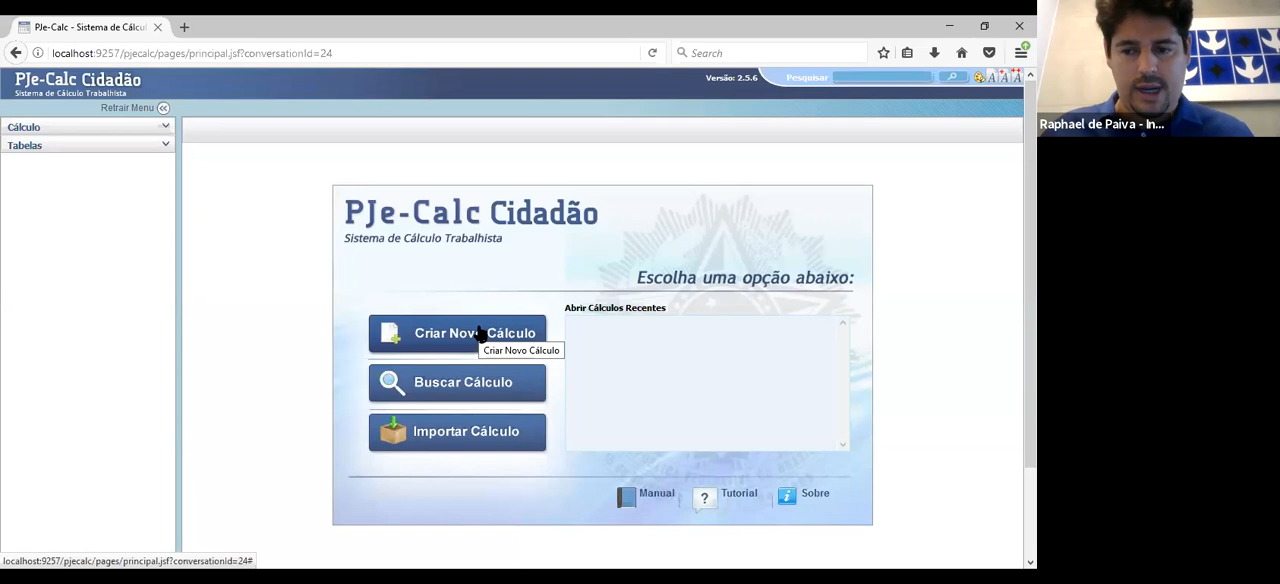 PJe-Calc - Sistema de Cálcu
localhost:9257/pjecalc/pages/principal.jsf?conversationId=24
Search
PJe-Calc Cidadão
Sistema de Cálculo Trabalhista
Versão: 2.5.6
Pesquisar
Retrair Menu
Cálculo
Tabelas
PJe-Calc Cidadão
Sistema de Cálculo Trabalhista
Escolha uma opção abaixo:
Abrir Cálculos Recentes
Criar Novo Cálculo
Criar Novo Cálculo
Buscar Cálculo
Importar Cálculo
Manual
Tutorial
Sobre
localhost:9257/pjecalc/pages/principal.jsf?conversationId=24#
Raphael de Paiva - In...